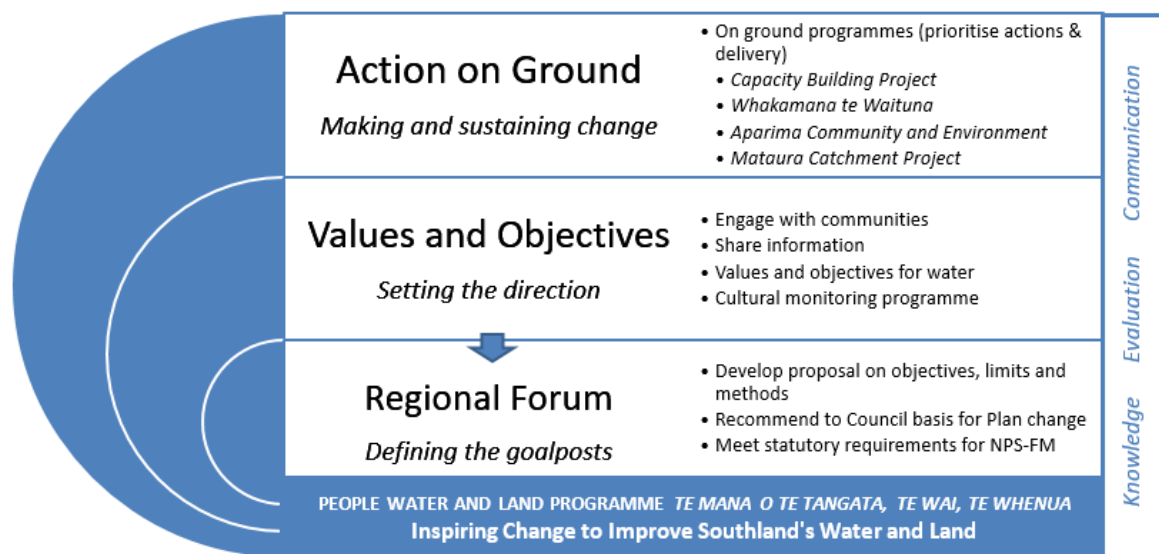 Action on Ground
Making and sustaining change
• On ground programmes (prioritise actions &
delivery)
• Capacity Building Project
• Whakamana te Waituna
• Aparima Community and Environment
• Mataura Catchment Project
Values and Objectives
Setting the direction
• Engage with communities
• Share information
• Values and objectives for water
• Cultural monitoring programme
Regional Forum
Defining the goalposts
• Develop proposal on objectives, limits and
methods
• Recommend to Council basis for Plan change
• Meet statutory requirements for NPS-FM
PEOPLE WATER AND LAND PROGRAMME TE MANA O TE TANGATA, TE WAI, TE WHENUA
Inspiring Change to Improve Southland's Water and Land
Knowledge Evaluation Communication